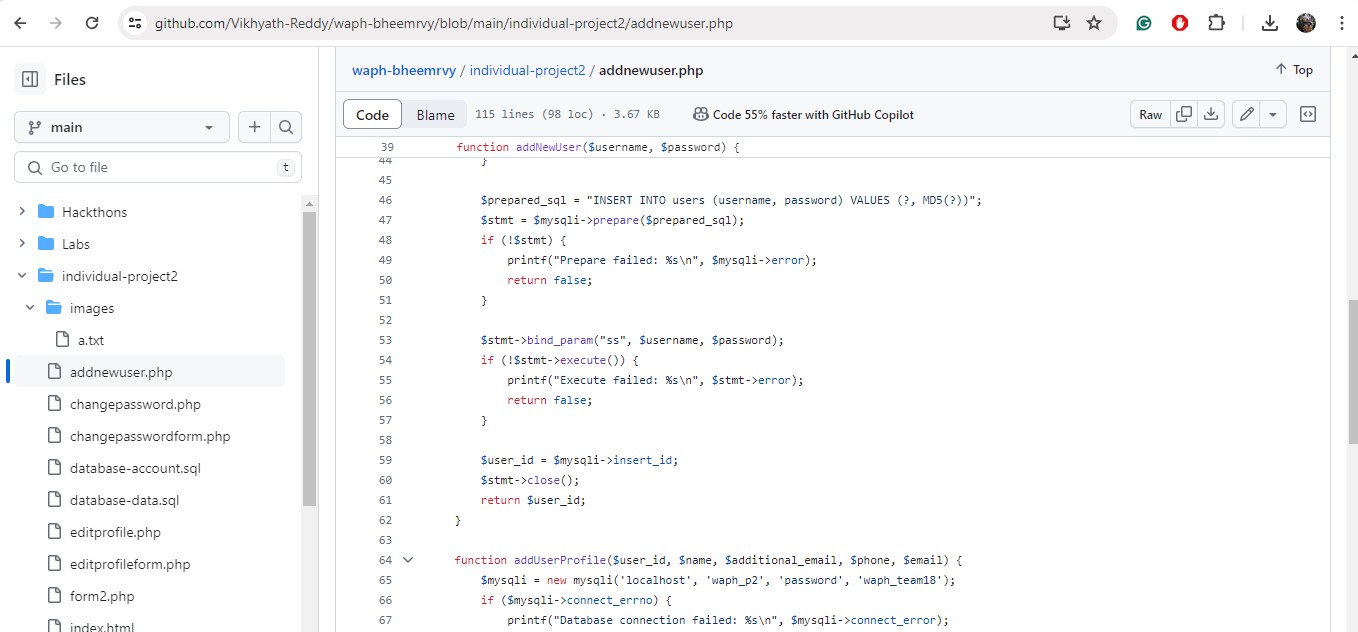 github.com/Vikhyath-Reddy/waph-bheemrvy/blob/main/individual-project2/addnewuser.php
Files
main
Go to file
t
Hackthons
Labs
individual-project2
images
a.txt
addnewuser.php
changepassword.php
changepasswordform.php
database-account.sql
database-data.sql
editprofile.php
editprofileform.php
form2.php
index.html
waph-bheemrvy / individual-project2 / addnewuser.php
Top
Code Blame 115 lines (98 loc) · 3.67 KB Code 55% faster with GitHub Copilot Raw
39 function addNewUser($username, $password) {
44 }
45
46 $prepared_sql = "INSERT INTO users (username, password) VALUES (?, MD5(?))";
47 $stmt = $mysqli->prepare($prepared_sql);
48 if (!$stmt) {
49 printf("Prepare failed: %s\n", $mysqli->error);
50 return false;
51 }
52
53 $stmt->bind_param("ss", $username, $password);
54 if (!$stmt->execute()) {
55 printf("Execute failed: %s\n", $stmt->error);
56 return false;
57 }
58
59 $user_id = $mysqli->insert_id;
60 $stmt->close();
61 return $user_id;
62 }
63
64 function addUserProfile($user_id, $name, $additional_email, $phone, $email) {
65 $mysqli = new mysqli('localhost', 'waph_p2', 'password', 'waph_team18');
66 if ($mysqli->connect_errno) {
67 printf("Database connection failed: %s\n", $mysqli->connect_error);